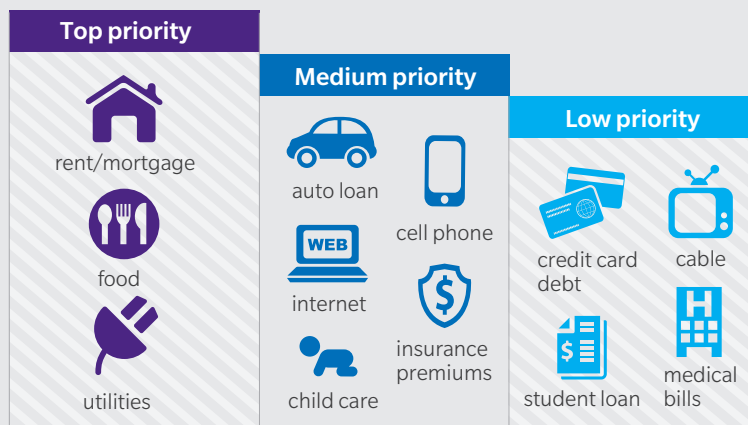 Top priority
rent/mortgage
food
utilities
Medium priority
auto loan
cell phone
WEB
internet
$
insurance
premiums
child care
Low priority
credit card
debt
cable
$
student loan
H
medical
bills